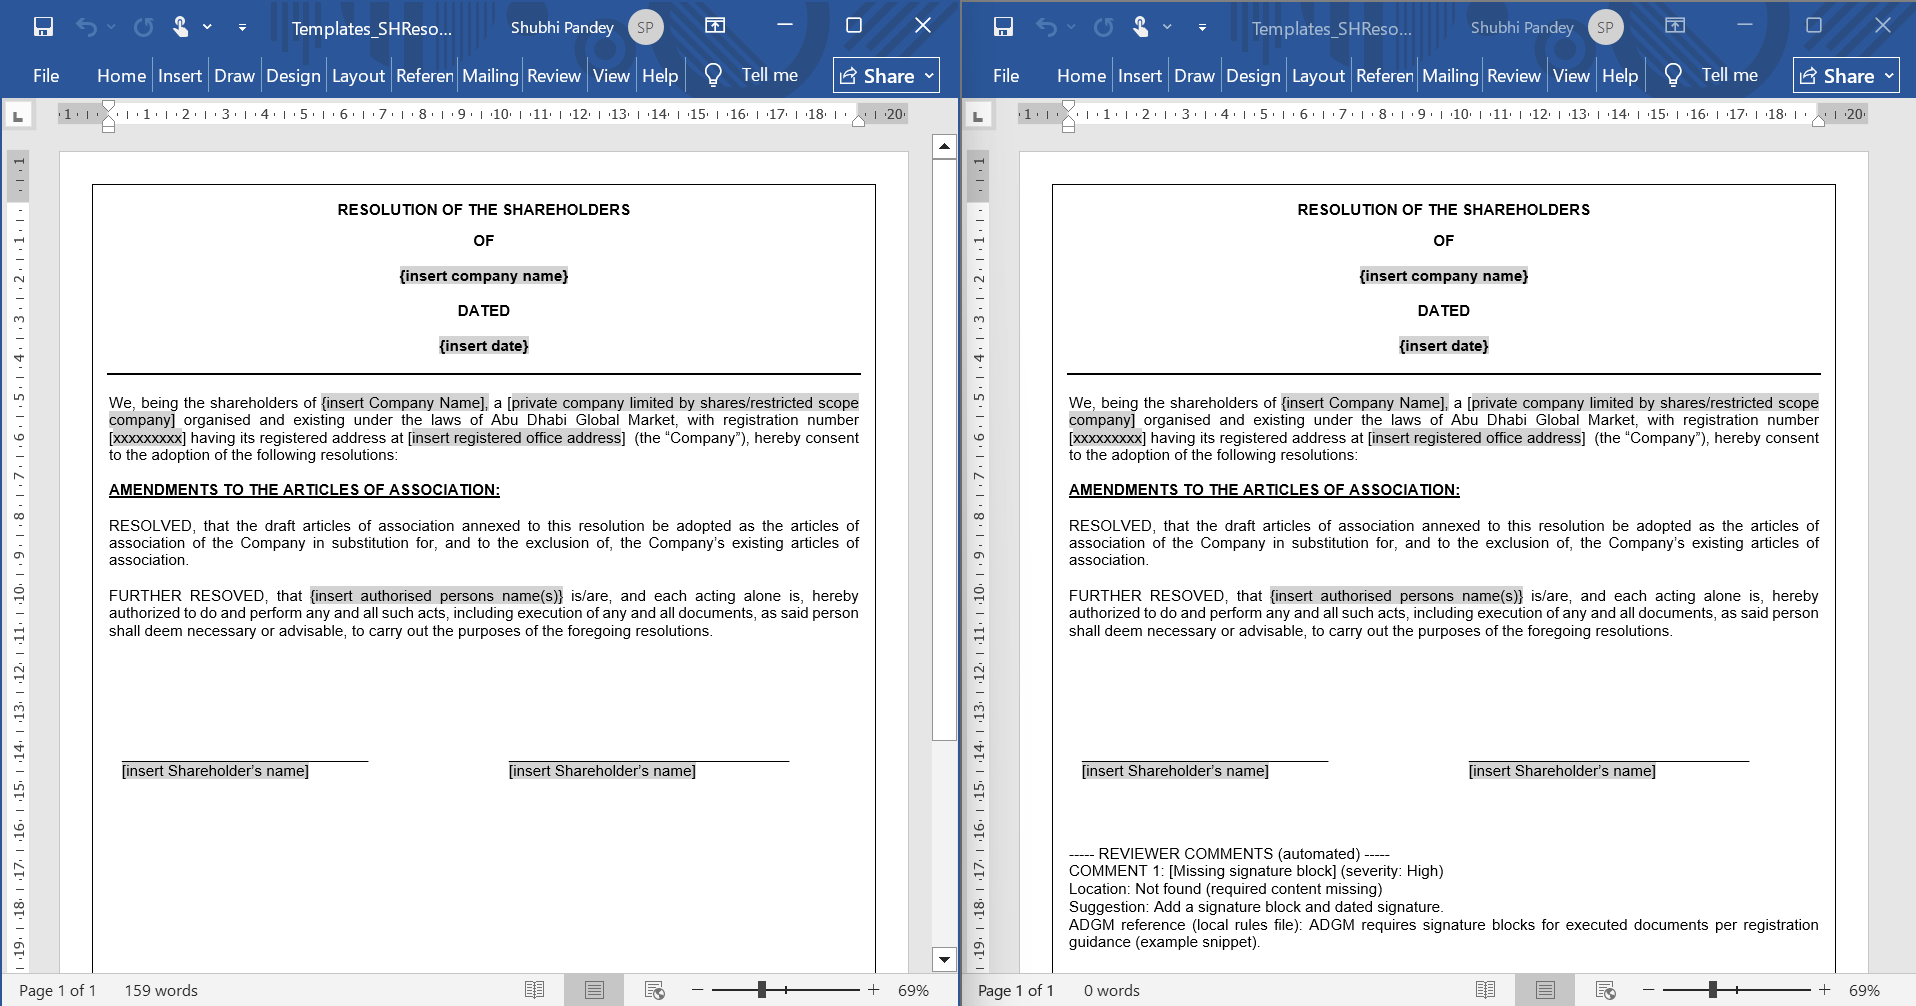 Templates_SHReso...
Shubhi Pandey
SP
File
Home
Insert
Draw
Design
Layout
Referen
Mailing
Review
View
Help
Tell me
Share
RESOLUTION OF THE SHAREHOLDERS
OF
{insert company name}
DATED
{insert date}
We, being the shareholders of {insert Company Name], a [private company limited by shares/restricted scope
company] organised and existing under the laws of Abu Dhabi Global Market, with registration number
[xxxxxxxxx] having its registered address at [insert registered office address] (the “Company”), hereby consent
to the adoption of the following resolutions:
AMENDMENTS TO THE ARTICLES OF ASSOCIATION:
RESOLVED, that the draft articles of association annexed to this resolution be adopted as the articles of
association of the Company in substitution for, and to the exclusion of, the Company’s existing articles of
association.
FURTHER RESOVED, that {insert authorised persons name(s)} is/are, and each acting alone is, hereby
authorized to do and perform any and all such acts, including execution of any and all documents, as said person
shall deem necessary or advisable, to carry out the purposes of the foregoing resolutions.
[insert Shareholder’s name]
[insert Shareholder’s name]
Page 1 of 1
159 words
69%
Templates_SHReso...
Shubhi Pandey
SP
File
Home
Insert
Draw
Design
Layout
Referen
Mailing
Review
View
Help
Tell me
Share
RESOLUTION OF THE SHAREHOLDERS
OF
{insert company name}
DATED
{insert date}
We, being the shareholders of {insert Company Name], a [private company limited by shares/restricted scope
company] organised and existing under the laws of Abu Dhabi Global Market, with registration number
[xxxxxxxxx] having its registered address at [insert registered office address] (the “Company”), hereby consent
to the adoption of the following resolutions:
AMENDMENTS TO THE ARTICLES OF ASSOCIATION:
RESOLVED, that the draft articles of association annexed to this resolution be adopted as the articles of
association of the Company in substitution for, and to the exclusion of, the Company’s existing articles of
association.
FURTHER RESOVED, that {insert authorised persons name(s)} is/are, and each acting alone is, hereby
authorized to do and perform any and all such acts, including execution of any and all documents, as said person
shall deem necessary or advisable, to carry out the purposes of the foregoing resolutions.
[insert Shareholder’s name]
[insert Shareholder’s name]
----- REVIEWER COMMENTS (automated) -----
COMMENT 1: [Missing signature block] (severity: High)
Location: Not found (required content missing)
Suggestion: Add a signature block and dated signature.
ADGM reference (local rules file): ADGM requires signature blocks for executed documents per registration
guidance (example snippet).
Page 1 of 1
0 words
69%